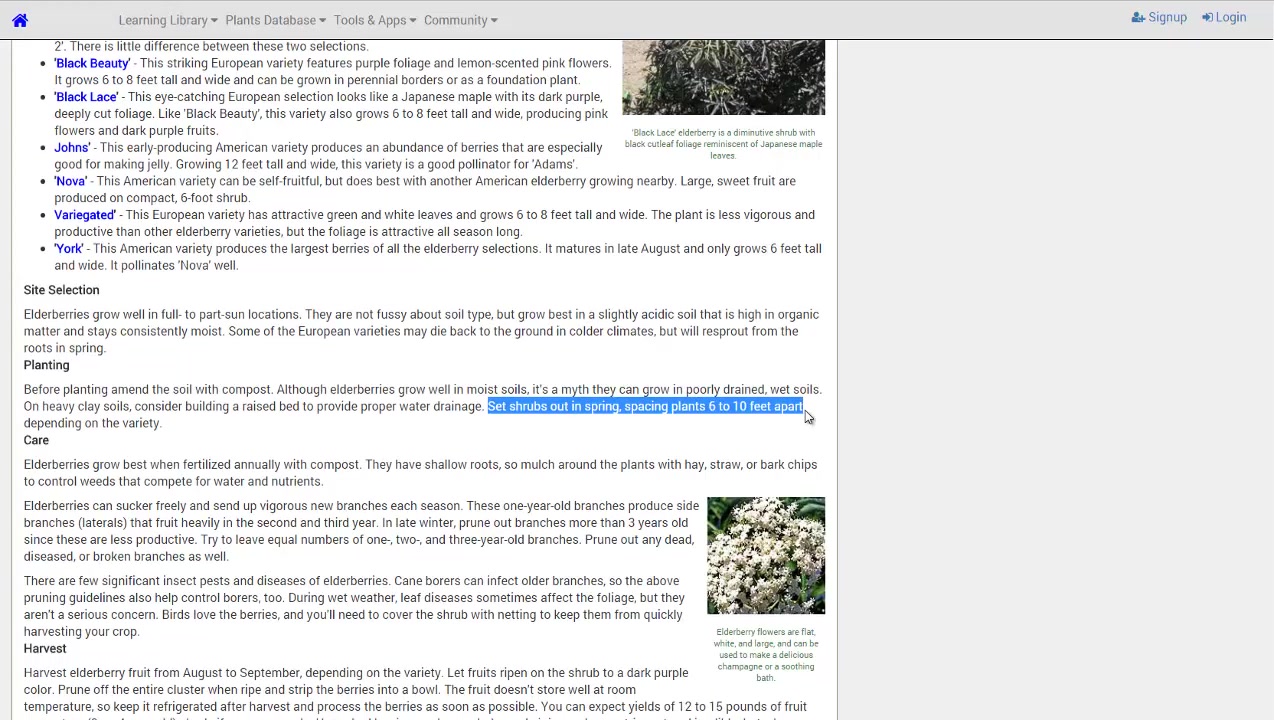 Learning Library Plants Database Tools & Apps Community Signup Login
2'. There is little difference between these two selections.
'Black Beauty' - This striking European variety features purple foliage and lemon-scented pink flowers.
It grows 6 to 8 feet tall and wide and can be grown in perennial borders or as a foundation plant.
'Black Lace' - This eye-catching European selection looks like a Japanese maple with its dark purple,
deeply cut foliage. Like 'Black Beauty', this variety also grows 6 to 8 feet tall and wide, producing pink
flowers and dark purple fruits.
Johns' - This early-producing American variety produces an abundance of berries that are especially
good for making jelly. Growing 12 feet tall and wide, this variety is a good pollinator for 'Adams'.
'Black Lace' elderberry is a diminutive shrub with
black cutleaf foliage reminiscent of Japanese maple
leaves.
'Nova' - This American variety can be self-fruitful, but does best with another American elderberry growing nearby. Large, sweet fruit are
produced on compact, 6-foot shrub.
Variegated' - This European variety has attractive green and white leaves and grows 6 to 8 feet tall and wide. The plant is less vigorous and
productive than other elderberry varieties, but the foliage is attractive all season long.
'York' - This American variety produces the largest berries of all the elderberry selections. It matures in late August and only grows 6 feet tall
and wide. It pollinates 'Nova' well.
Site Selection
Elderberries grow well in full- to part-sun locations. They are not fussy about soil type, but grow best in a slightly acidic soil that is high in organic
matter and stays consistently moist. Some of the European varieties may die back to the ground in colder climates, but will resprout from the
roots in spring.
Planting
Before planting amend the soil with compost. Although elderberries grow well in moist soils, it's a myth they can grow in poorly drained, wet soils.
On heavy clay soils, consider building a raised bed to provide proper water drainage. Set shrubs out in spring, spacing plants 6 to 10 feet apart
depending on the variety.
Care
Elderberries grow best when fertilized annually with compost. They have shallow roots, so mulch around the plants with hay, straw, or bark chips
to control weeds that compete for water and nutrients.
Elderberries can sucker freely and send up vigorous new branches each season. These one-year-old branches produce side
branches (laterals) that fruit heavily in the second and third year. In late winter, prune out branches more than 3 years old
since these are less productive. Try to leave equal numbers of one-, two-, and three-year-old branches. Prune out any dead,
diseased, or broken branches as well.
There are few significant insect pests and diseases of elderberries. Cane borers can infect older branches, so the above
pruning guidelines also help control borers, too. During wet weather, leaf diseases sometimes affect the foliage, but they
aren't a serious concern. Birds love the berries, and you'll need to cover the shrub with netting to keep them from quickly
harvesting your crop.
Elderberry flowers are flat,
white, and large, and can be
used to make a delicious
champagne or a soothing
bath.
Harvest
Harvest elderberry fruit from August to September, depending on the variety. Let fruits ripen on the shrub to a dark purple
color. Prune off the entire cluster when ripe and strip the berries into a bowl. The fruit doesn't store well at room
temperature, so keep it refrigerated after harvest and process the berries as soon as possible. You can expect yields of 12 to 15 pounds of fruit